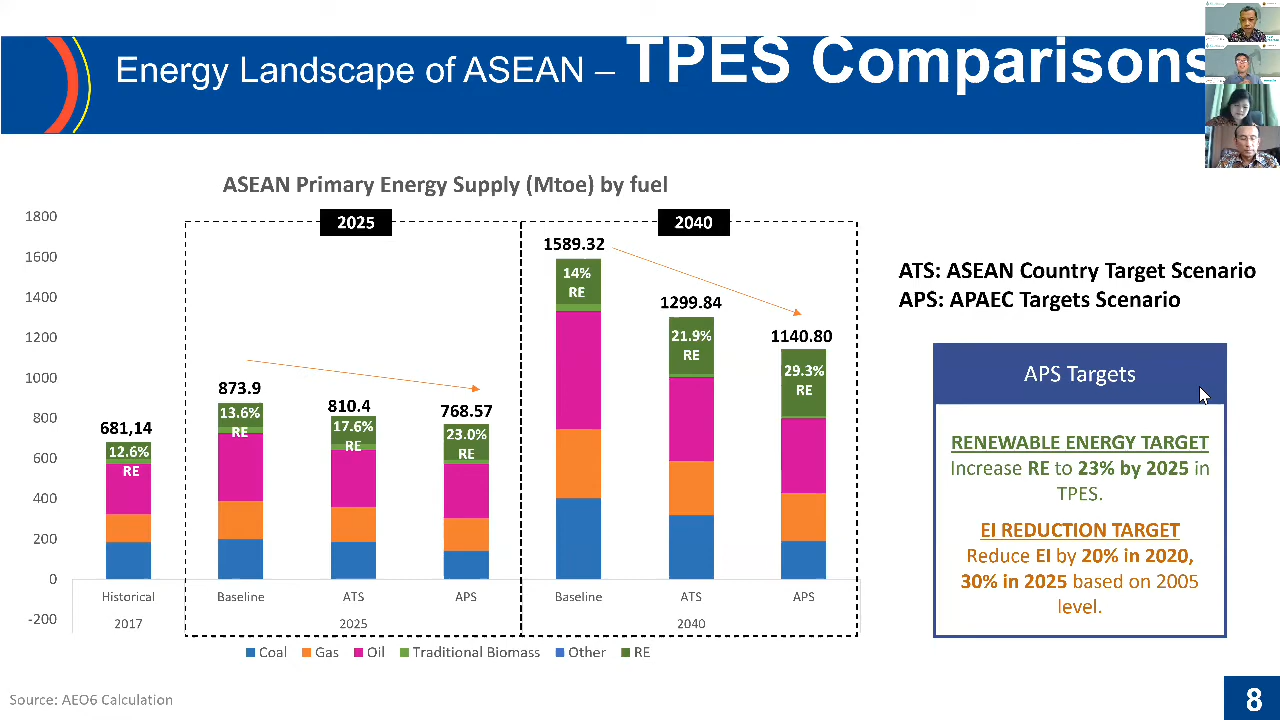 Energy Landscape of ASEAN – TPES Comparisons
ASEAN Primary Energy Supply (Mtoe) by fuel
1800
1600
1400
1200
1000
800
600
400
200
0
-200
2025
2040
681,14
12.6%
RE
873.9
13.6%
RE
810.4
17.6%
RE
768.57
23.0%
RE
1589.32
14%
RE
1299.84
21.9%
RE
1140.80
29.3%
RE
Historical
Baseline
ATS
APS
Baseline
ATS
APS
2017
2025
2040
Coal
Gas
Oil
Traditional Biomass
Other
RE
ATS: ASEAN Country Target Scenario
APS: APAEC Targets Scenario
APS Targets
RENEWABLE ENERGY TARGET
Increase RE to 23% by 2025 in
TPES.
EI REDUCTION TARGET
Reduce EI by 20% in 2020,
30% in 2025 based on 2005
level.
Source: AEO6 Calculation
8